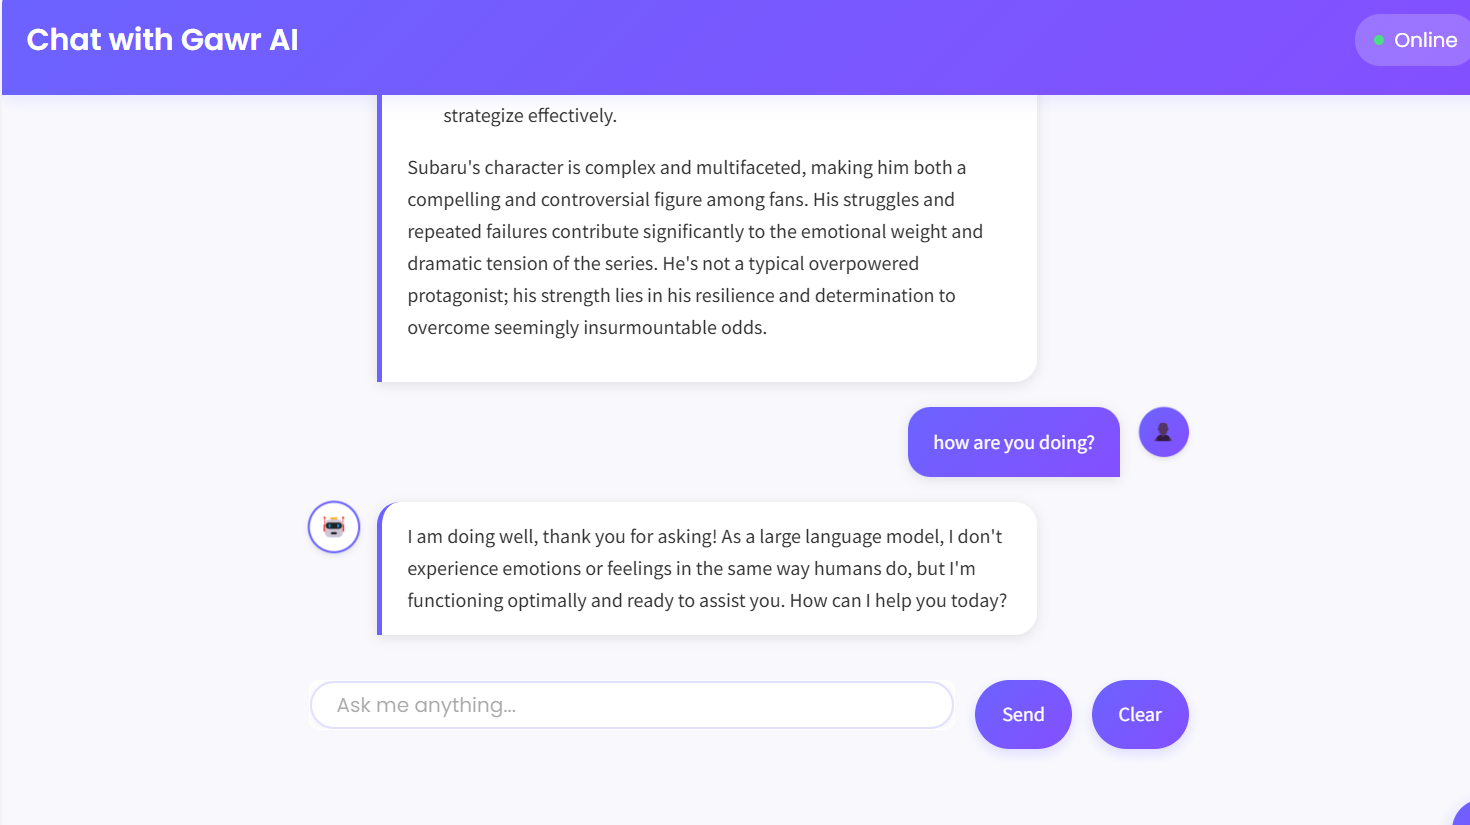 Chat with Gawr AI
Online
strategize effectively.
Subaru's character is complex and multifaceted, making him both a
compelling and controversial figure among fans. His struggles and
repeated failures contribute significantly to the emotional weight and
dramatic tension of the series. He's not a typical overpowered
protagonist; his strength lies in his resilience and determination to
overcome seemingly insurmountable odds.
how are you doing?
I am doing well, thank you for asking! As a large language model, I don't
experience emotions or feelings in the same way humans do, but I'm
functioning optimally and ready to assist you. How can I help you today?
Ask me anything...
Send
Clear